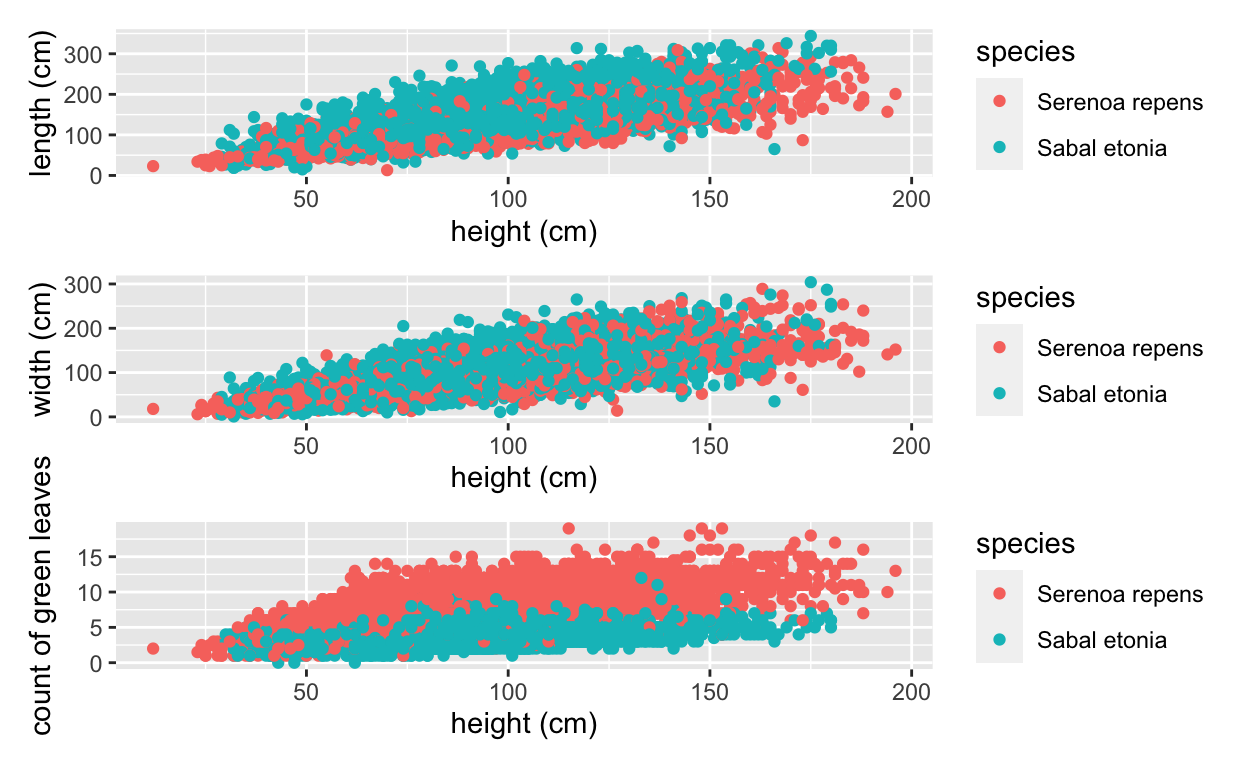 length (cm)
300
200
100
0
50 100 150 200
height (cm)
species
Serenoa repens
Sabal etonia
width (cm)
300
200
100
0
50 100 150 200
height (cm)
species
Serenoa repens
Sabal etonia
count of green leaves
15
10
5
0
50 100 150 200
height (cm)
species
Serenoa repens
Sabal etonia